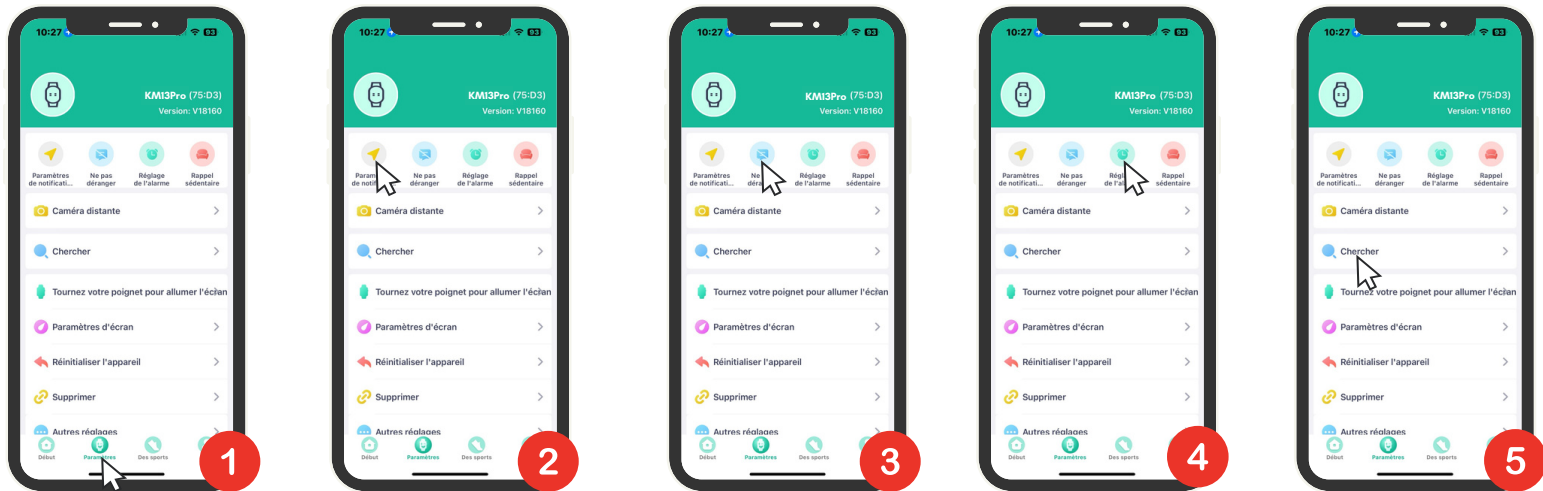 10:27
93
KM13Pro (75:D3)
Version: V18160
Paramètres de notificati...
Ne pas déranger
Réglage de l'alarme
Rappel sédentaire
Caméra distante
Chercher
Tournez votre poignet pour allumer l'écran
Paramètres d'écran
Réinitialiser l'appareil
Supprimer
Autres réglages
Début
Paramètres
Des sports
1
10:27
93
KM13Pro (75:D3)
Version: V18160
Ne pas déranger
Réglage de l'alarme
Rappel sédentaire
Caméra distante
Chercher
Tournez votre poignet pour allumer l'écran
Paramètres d'écran
Réinitialiser l'appareil
Supprimer
Autres réglages
Début
Paramètres
Des sports
2
10:27
93
KM13Pro (75:D3)
Version: V18160
Paramètres de notificati...
Réglage de l'alarme
Rappel sédentaire
Caméra distante
Chercher
Tournez votre poignet pour allumer l'écran
Paramètres d'écran
Réinitialiser l'appareil
Supprimer
Autres réglages
Début
Paramètres
Des sports
3
10:27
93
KM13Pro (75:D3)
Version: V18160
Paramètres de notificati...
Ne pas déranger
Rappel sédentaire
Caméra distante
Chercher
Tournez votre poignet pour allumer l'écran
Paramètres d'écran
Réinitialiser l'appareil
Supprimer
Autres réglages
Début
Paramètres
Des sports
4
10:27
93
KM13Pro (75:D3)
Version: V18160
Paramètres de notificati...
Ne pas déranger
Réglage de l'alarme
Rappel sédentaire
Caméra distante
Chercher
Tournez votre poignet pour allumer l'écran
Paramètres d'écran
Réinitialiser l'appareil
Supprimer
Autres réglages
Début
Paramètres
Des sports
5